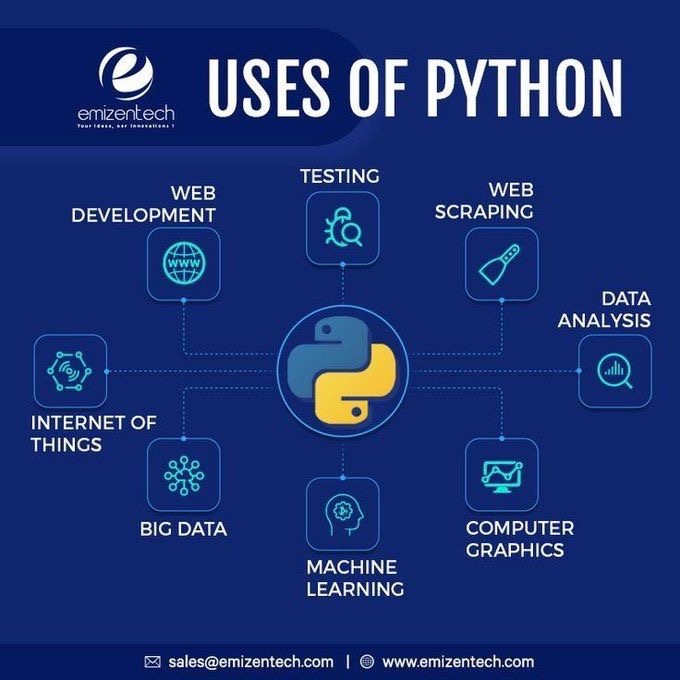 emizentech
Your Ideas, our Innovations !
USES OF PYTHON
TESTING
WEB
DEVELOPMENT
WWW
WEB
SCRAPING
DATA
ANALYSIS
INTERNET OF
THINGS
BIG DATA
MACHINE
LEARNING
COMPUTER
GRAPHICS
sales@emizentech.com | www.emizentech.com